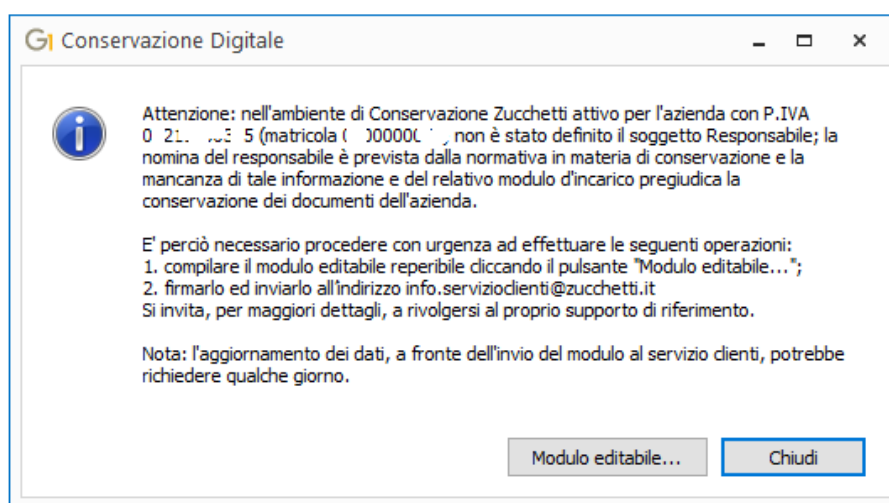 G1 Conservazione Digitale
Attenzione: nell'ambiente di Conservazione Zucchetti attivo per l'azienda con P.IVA
(matricola non è stato definito il soggetto Responsabile; la
nomina del responsabile è prevista dalla normativa in materia di conservazione e la
mancanza di tale informazione e del relativo modulo d'incarico pregiudica la
conservazione dei documenti dell'azienda.
E' perciò necessario procedere con urgenza ad effettuare le seguenti operazioni:
1. compilare il modulo editabile reperibile cliccando il pulsante "Modulo editabile...";
2. firmarlo ed inviarlo all'indirizzo info.servizioclienti@zucchetti.it
Si invita, per maggiori dettagli, a rivolgersi al proprio supporto di riferimento.
Nota: l'aggiornamento dei dati, a fronte dell'invio del modulo al servizio clienti, potrebbe
richiedere qualche giorno.
Modulo editabile... Chiudi